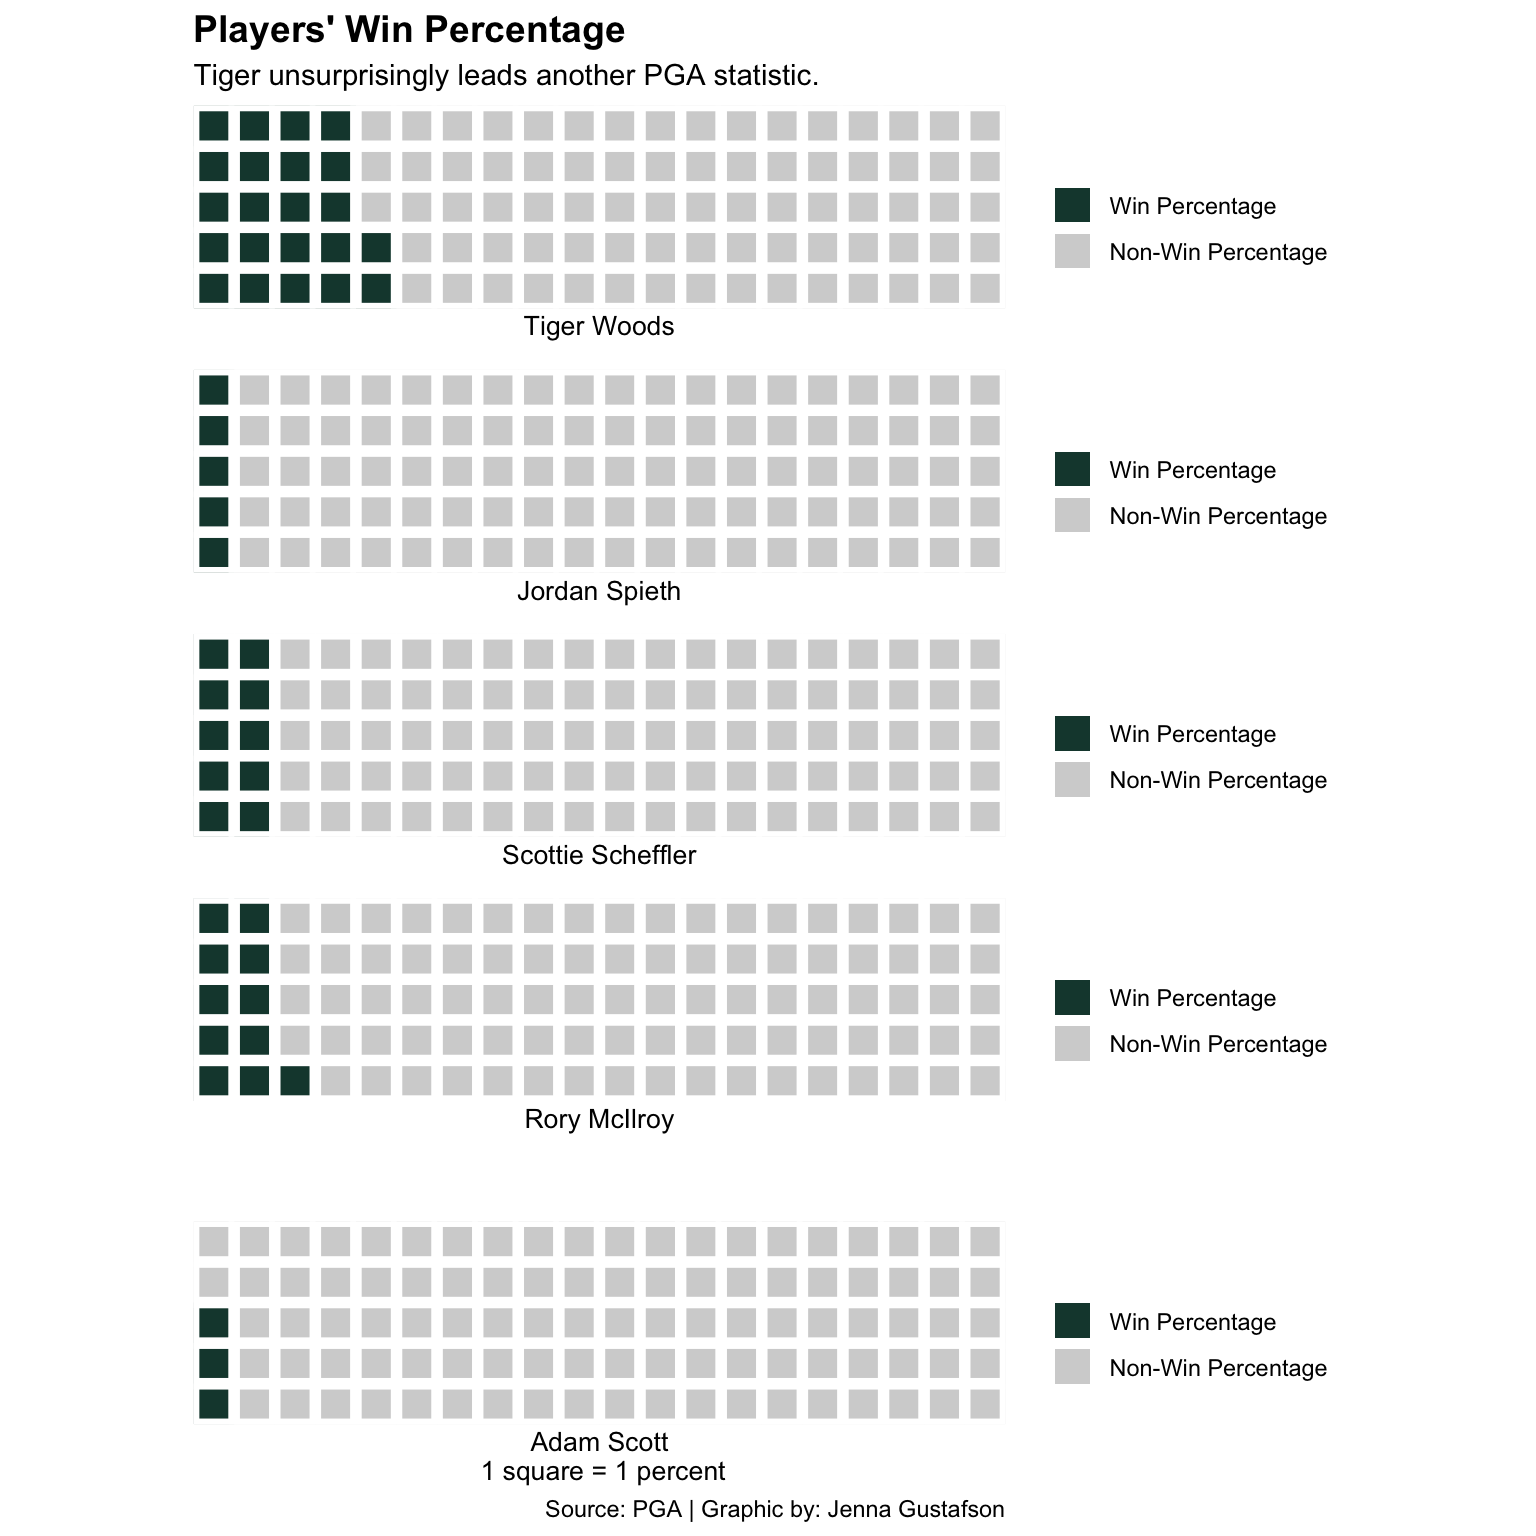 Players' Win Percentage
Tiger unsurprisingly leads another PGA statistic.
Win Percentage
Non-Win Percentage
Tiger Woods
Win Percentage
Non-Win Percentage
Jordan Spieth
Win Percentage
Non-Win Percentage
Scottie Scheffler
Win Percentage
Non-Win Percentage
Rory McIlroy
Win Percentage
Non-Win Percentage
Adam Scott
1 square = 1 percent
Source: PGA | Graphic by: Jenna Gustafson